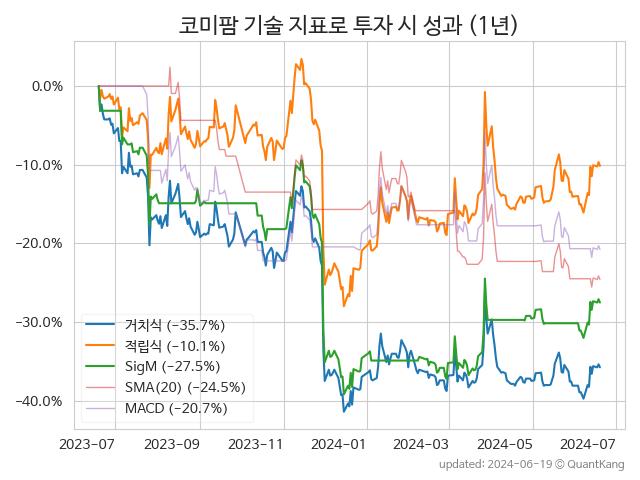 코미팜 기술 지표로 투자 시 성과 (1년)
0.0%
−10.0%
−20.0%
−30.0%
−40.0%
거치식 (−35.7%)
적립식 (−10.1%)
SigM (−27.5%)
SMA(20) (−24.5%)
MACD (−20.7%)
2023-07 2023-09 2023-11 2024-01 2024-03 2024-05 2024-07
updated: 2024-06-19 © QuantKang